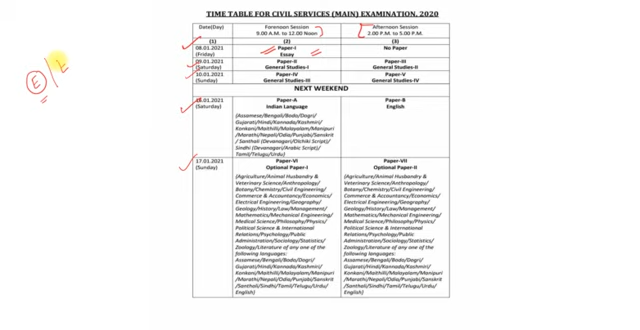 TIME TABLE FOR CIVIL SERVICES (MAIN) EXAMINATION, 2020
Date(Day)
Forenoon Session
9.00 A.M. to 12.00 Noon
Afternoon Session
2.00 P.M. to 5.00 P.M.
(1) (2) (3)
08.01.2021
(Friday)
Paper-I
Essay
No Paper
09.01.2021
(Saturday)
Paper-II
General Studies-I
Paper-III
General Studies-II
10.01.2021
(Sunday)
Paper-IV
General Studies-III
Paper-V
General Studies-IV
NEXT WEEKEND
.01.2021
(Saturday)
Paper-A
Indian Language
(Assamese/Bengali/Bodo/Dogri/
Gujarati/Hindi/Kannada/Kashmiri/
Konkani/Maithili/Malayalam/Manipuri
/Marathi/Nepali/Odia/Punjabi/Sanskrit
/Santhali (Devanagari/Olchiki Script)/
Sindhi (Devanagari/Arabic Script)/
Tamil/Telugu/Urdu)
Paper-B
English
17.01.2021
(Sunday)
Paper-VI
Optional Paper-I
(Agriculture/Animal Husbandry &
Veterinary Science/Anthropology/
Botany/Chemistry/Civil Engineering/
Commerce & Accountancy/Economics/
Electrical Engineering/Geography/
Geology/History/Law/Management/
Mathematics/Mechanical Engineering/
Medical Science/Philosophy/Physics/
Political Science & International
Relations/Psychology/Public
Administration/Sociology/Statistics/
Zoology/Literature of any one of the
following languages:
Assamese/Bengali/Bodo/Dogri/
Gujarati/Hindi/Kannada/Kashmiri/
Konkani/Maithili/Malayalam/Manipuri
/Marathi/Nepali/Odia/Punjabi/Sanskrit
/Santhali/Sindhi/Tamil/Telugu/Urdu/
English)
Paper-VII
Optional Paper-II
(Agriculture/Animal Husbandry &
Veterinary Science/Anthropology/
Botany/Chemistry/Civil Engineering/
Commerce & Accountancy/Economics/
Electrical Engineering/Geography/
Geology/History/Law/Management/
Mathematics/Mechanical Engineering/
Medical Science/Philosophy/Physics/
Political Science & International
Relations/Psychology/Public
Administration/Sociology/Statistics/
Zoology/Literature of any one of the
following languages:
Assamese/Bengali/Bodo/Dogri/
Gujarati/Hindi/Kannada/Kashmiri/
Konkani/Maithili/Malayalam/Manipuri
/Marathi/Nepali/Odia/Punjabi/Sanskrit
/Santhali/Sindhi/Tamil/Telugu/Urdu/
English)
E/